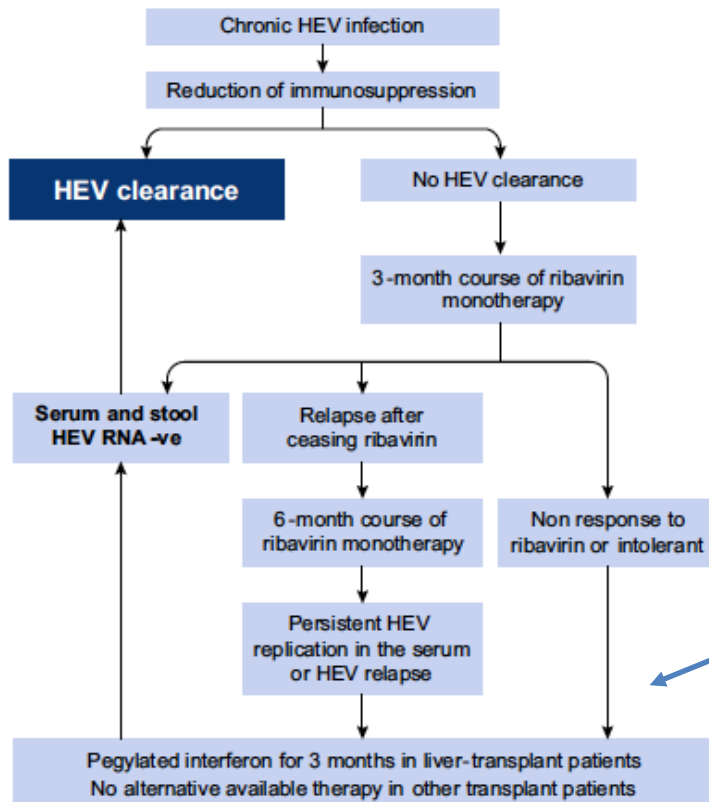 Chronic HEV infection
Reduction of immunosuppression
HEV clearance
No HEV clearance
3-month course of ribavirin
monotherapy
Serum and stool
HEV RNA -ve
Relapse after
ceasing ribavirin
6-month course of
ribavirin monotherapy
Non response to
ribavirin or intolerant
Persistent HEV
replication in the serum
or HEV relapse
Pegylated interferon for 3 months in liver-transplant patients
No alternative available therapy in other transplant patients